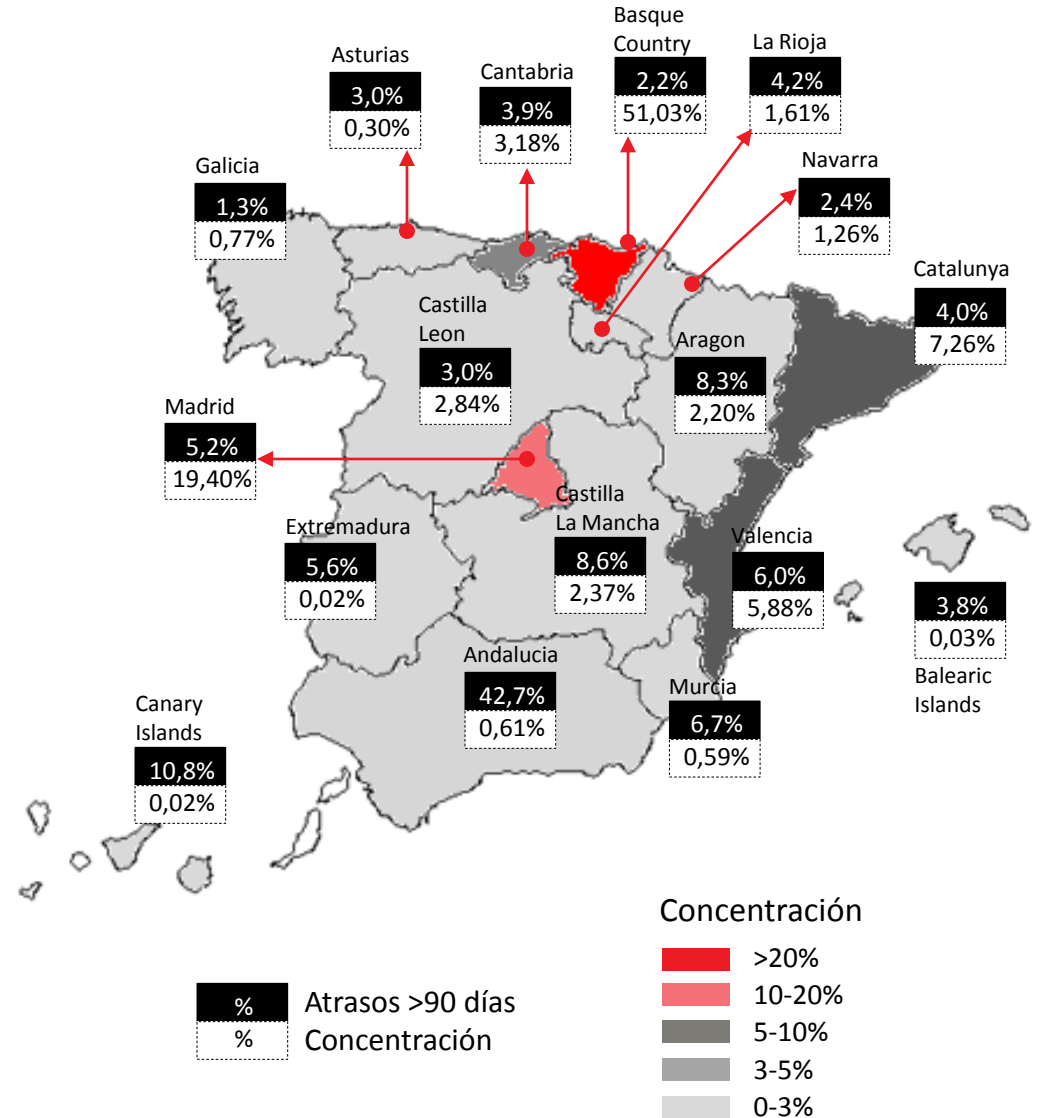 Basque
Country
2,2%
51,03%
La Rioja
4,2%
1,61%
Asturias
3,0%
0,30%
Cantabria
3,9%
3,18%
Navarra
2,4%
1,26%
Galicia
1,3%
0,77%
Catalunya
4,0%
7,26%
Castilla
Leon
3,0%
2,84%
Aragon
8,3%
2,20%
Madrid
5,2%
19,40%
Castilla
La Mancha
8,6%
2,37%
Extremadura
5,6%
0,02%
Valencia
6,0%
5,88%
3,8%
0,03%
Balearic
Islands
Andalucia
42,7%
0,61%
Murcia
6,7%
0,59%
Canary
Islands
10,8%
0,02%
% Atrasos >90 días
% Concentración
Concentración
>20%
10-20%
5-10%
3-5%
0-3%